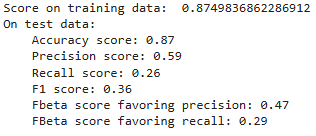 Score on training data:  0.8749836862286912
On test data:
    Accuracy score: 0.87
    Precision score: 0.59
    Recall score: 0.26
    F1 score: 0.36
    Fbeta score favoring precision: 0.47
    FBeta score favoring recall: 0.29